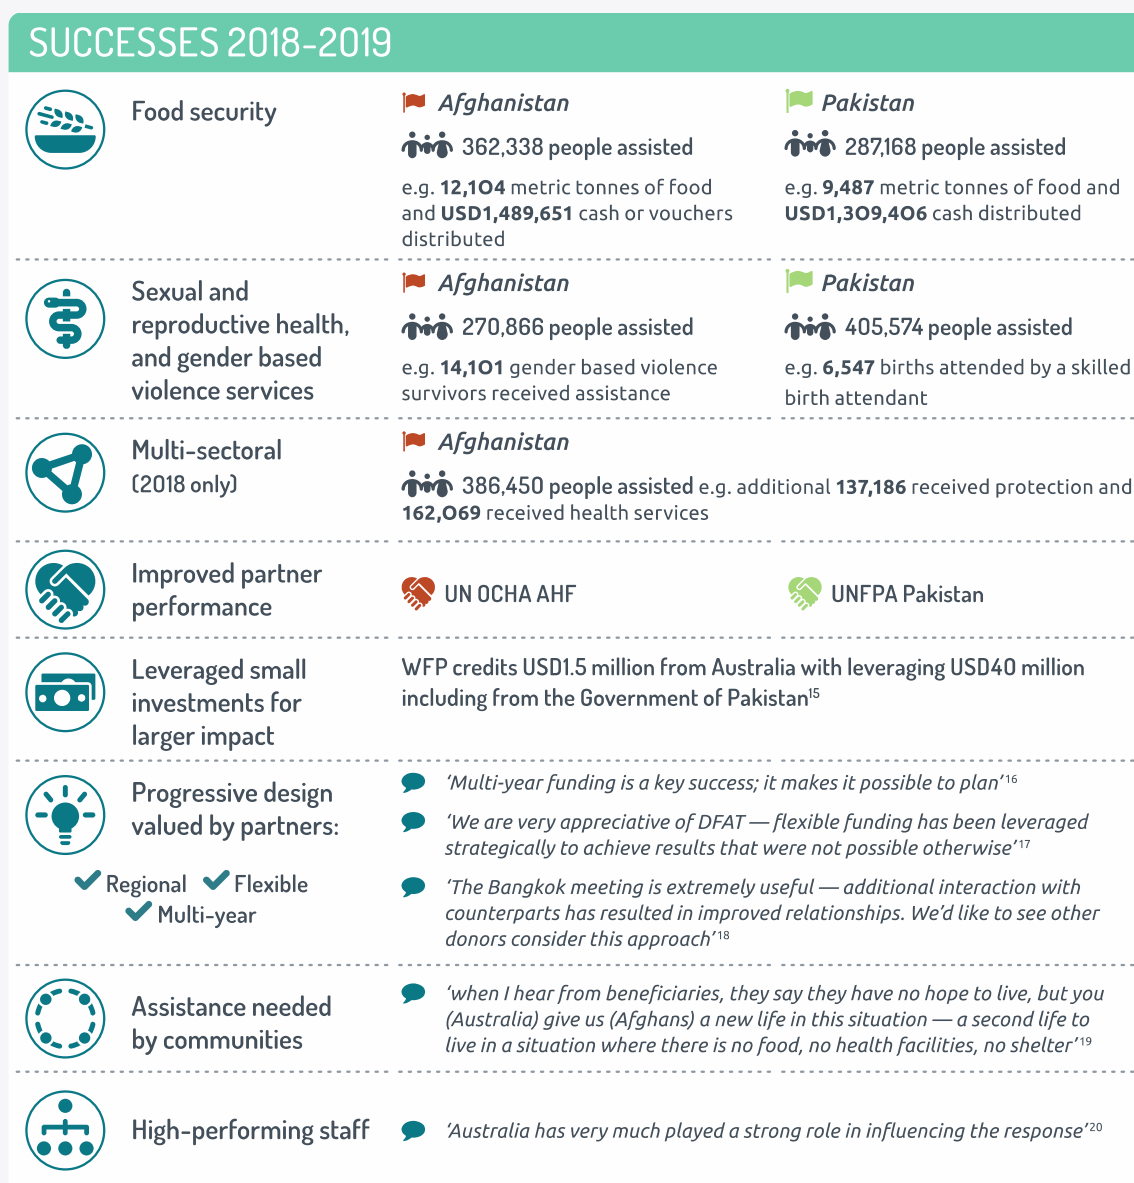 SUCCESSES 2018-2019
Food security
Afghanistan
362,338 people assisted
e.g. 12,104 metric tonnes of food
and USD1,489,651 cash or vouchers
distributed
Pakistan
287,168 people assisted
e.g. 9,487 metric tonnes of food and
USD1,309,406 cash distributed
Sexual and
reproductive health,
and gender based
violence services
Afghanistan
270,866 people assisted
e.g. 14,101 gender based violence
survivors received assistance
Pakistan
405,574 people assisted
e.g. 6,547 births attended by a skilled
birth attendant
Multi-sectoral
(2018 only)
Afghanistan
386,450 people assisted e.g. additional 137,186 received protection and
162,069 received health services
Improved partner
performance
UN OCHA AHF
UNFPA Pakistan
Leveraged small
investments for
larger impact
WFP credits USD1.5 million from Australia with leveraging USD40 million
including from the Government of Pakistan¹⁵
Progressive design
valued by partners:
Regional Flexible
Multi-year
‘Multi-year funding is a key success; it makes it possible to plan’¹⁶
‘We are very appreciative of DFAT — flexible funding has been leveraged
strategically to achieve results that were not possible otherwise’¹⁷
‘The Bangkok meeting is extremely useful — additional interaction with
counterparts has resulted in improved relationships. We’d like to see other
donors consider this approach’¹⁸
Assistance needed
by communities
‘when I hear from beneficiaries, they say they have no hope to live, but you
(Australia) give us (Afghans) a new life in this situation — a second life to
live in a situation where there is no food, no health facilities, no shelter’¹⁹
High-performing staff
‘Australia has very much played a strong role in influencing the response’²⁰